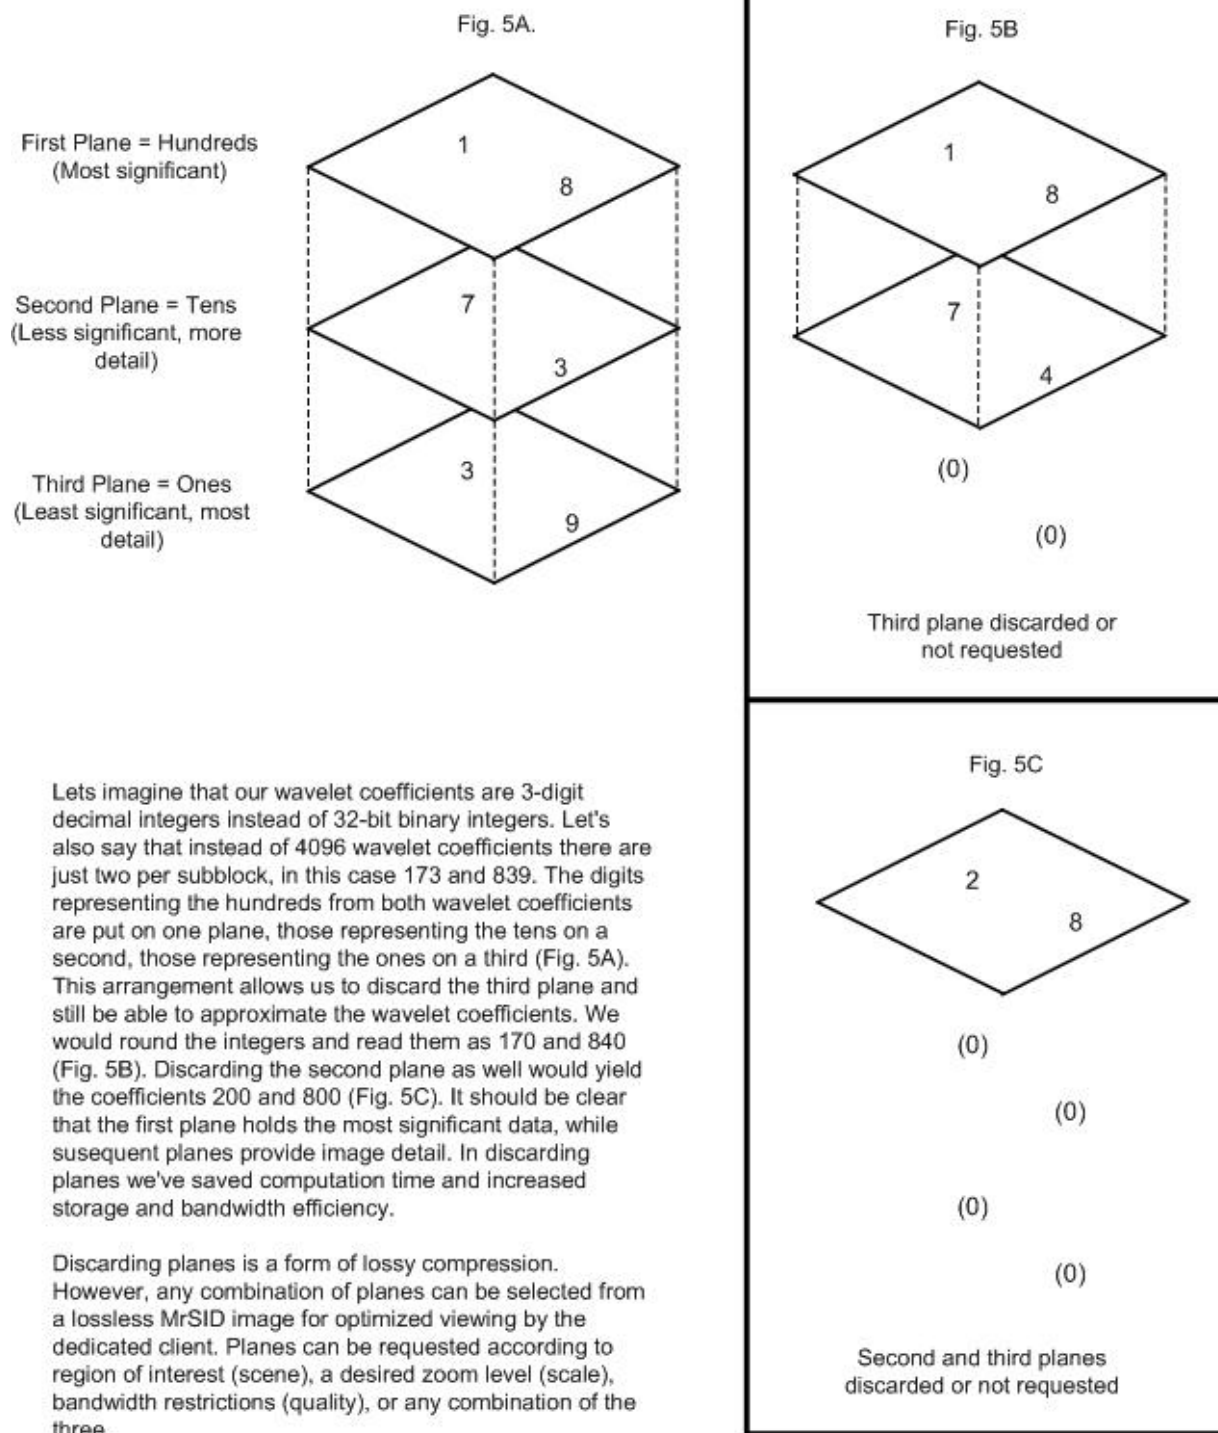 Fig. 5A.
First Plane = Hundreds
(Most significant)
1
8
Second Plane = Tens
(Less significant, more
detail)
7
3
Third Plane = Ones
(Least significant, most
detail)
3
9
Fig. 5B
1
8
7
4
(0)
(0)
Third plane discarded or
not requested
Lets imagine that our wavelet coefficients are 3-digit
decimal integers instead of 32-bit binary integers. Let's
also say that instead of 4096 wavelet coefficients there are
just two per subblock, in this case 173 and 839. The digits
representing the hundreds from both wavelet coefficients
are put on one plane, those representing the tens on a
second, those representing the ones on a third (Fig. 5A).
This arrangement allows us to discard the third plane and
still be able to approximate the wavelet coefficients. We
would round the integers and read them as 170 and 840
(Fig. 5B). Discarding the second plane as well would yield
the coefficients 200 and 800 (Fig. 5C). It should be clear
that the first plane holds the most significant data, while
susequent planes provide image detail. In discarding
planes we've saved computation time and increased
storage and bandwidth efficiency.
Discarding planes is a form of lossy compression.
However, any combination of planes can be selected from
a lossless MrSID image for optimized viewing by the
dedicated client. Planes can be requested according to
region of interest (scene), a desired zoom level (scale),
bandwidth restrictions (quality), or any combination of the
three.
Fig. 5C
2
8
(0)
(0)
(0)
(0)
Second and third planes
discarded or not requested